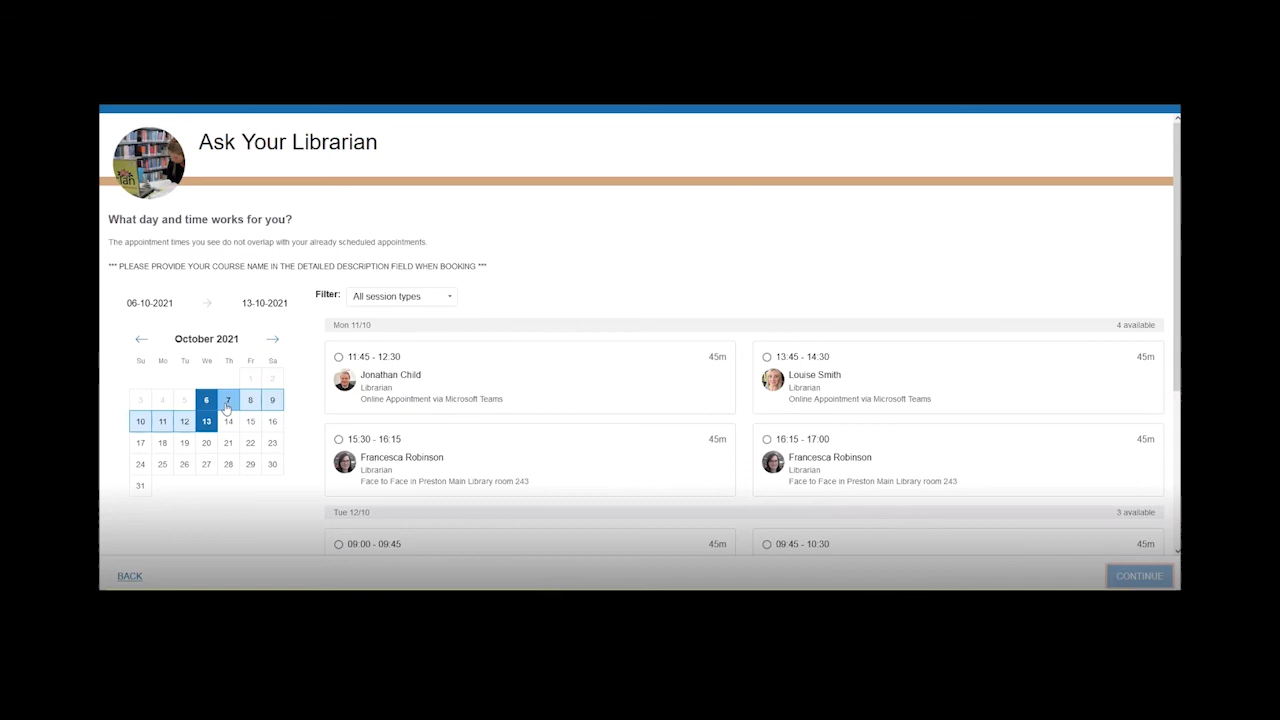 Ask Your Librarian
What day and time works for you?
The appointment times you see do not overlap with your already scheduled appointments.
*** PLEASE PROVIDE YOUR COURSE NAME IN THE DETAILED DESCRIPTION FIELD WHEN BOOKING ***
06-10-2021 → 13-10-2021
Filter: All session types
← October 2021 →
Su Mo Tu We Th Fr Sa
1 2
3 4 5 6 7 8 9
10 11 12 13 14 15 16
17 18 19 20 21 22 23
24 25 26 27 28 29 30
31
Mon 11/10 4 available
11:45 - 12:30 45m
Jonathan Child
Librarian
Online Appointment via Microsoft Teams
13:45 - 14:30 45m
Louise Smith
Librarian
Online Appointment via Microsoft Teams
15:30 - 16:15 45m
Francesca Robinson
Librarian
Face to Face in Preston Main Library room 243
16:15 - 17:00 45m
Francesca Robinson
Librarian
Face to Face in Preston Main Library room 243
Tue 12/10 3 available
09:00 - 09:45 45m
09:45 - 10:30 45m
BACK
CONTINUE